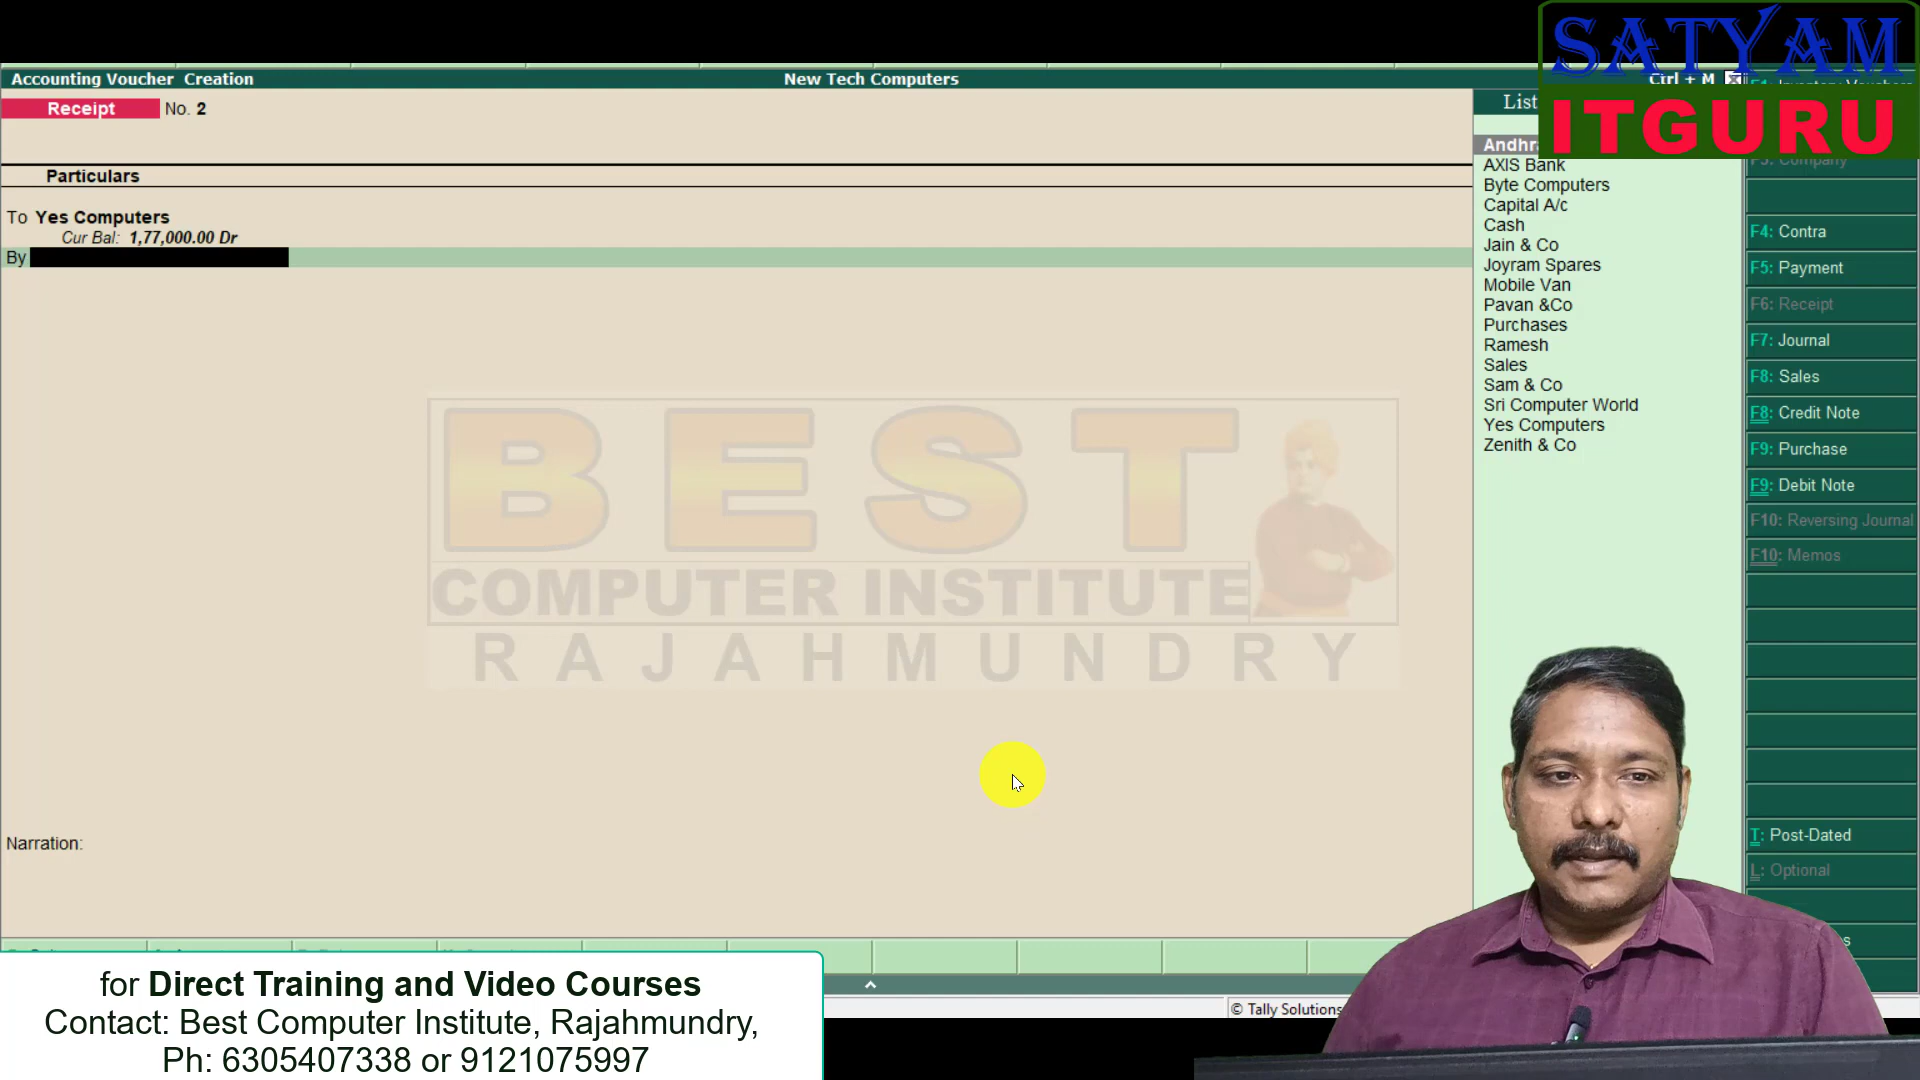 SATYAM
ITGURU
Accounting Voucher Creation
New Tech Computers
Ctrl + M
Receipt No. 2
Particulars
To Yes Computers
Cur Bal: 1,77,000.00 Dr
By
Narration:
List
Andhra
AXIS Bank
Byte Computers
Capital A/c
Cash
Jain & Co
Joyram Spares
Mobile Van
Pavan &Co
Purchases
Ramesh
Sales
Sam & Co
Sri Computer World
Yes Computers
Zenith & Co
F3: Company
F4: Contra
F5: Payment
F6: Receipt
F7: Journal
F8: Sales
F8: Credit Note
F9: Purchase
F9: Debit Note
F10: Reversing Journal
F10: Memos
T: Post-Dated
L: Optional
BEST
COMPUTER INSTITUTE
RAJAHMUNDRY
for Direct Training and Video Courses
Contact: Best Computer Institute, Rajahmundry,
Ph: 6305407338 or 9121075997
© Tally Solutions